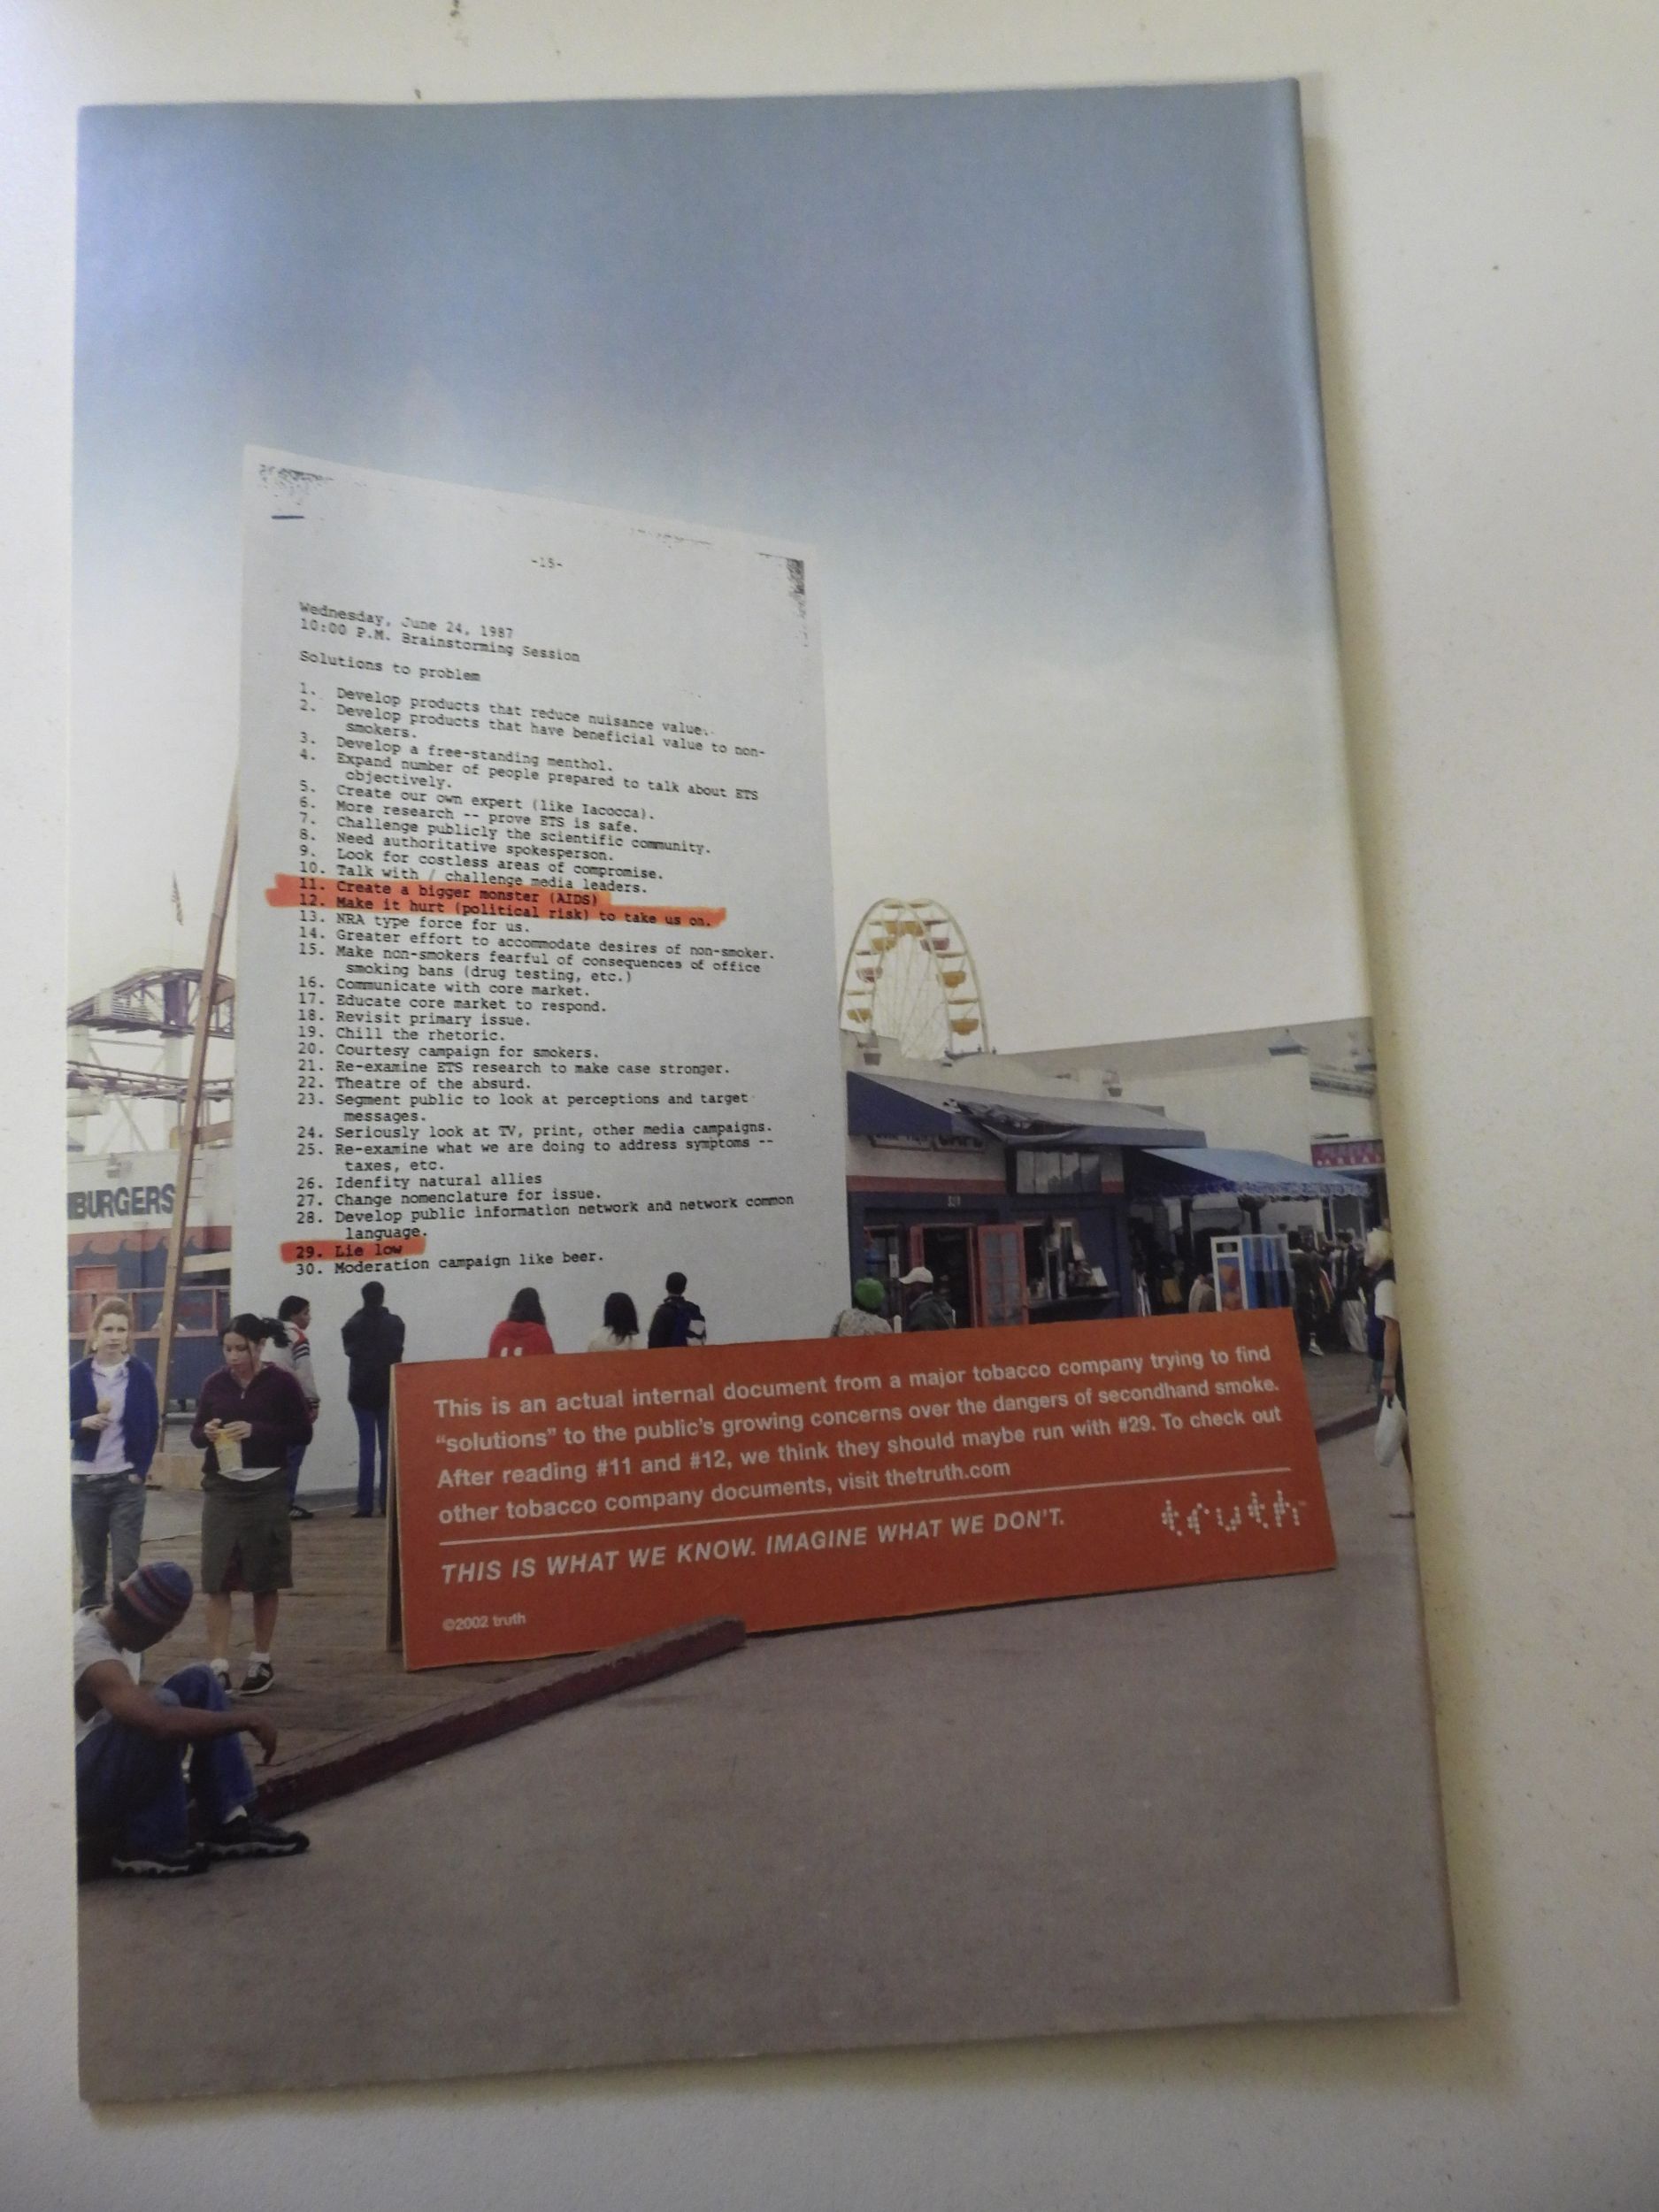 -18-
Wednesday, June 24, 1987
10:00 P.M. Brainstorming Session
Solutions to problem
1. Develop products that reduce nuisance value.
2. Develop products that have beneficial value to non-
smokers.
3. Develop a free-standing menthol.
4. Expand number of people prepared to talk about ETS
objectively.
5. Create our own expert (like Iacocca).
6. More research -- prove ETS is safe.
7. Challenge publicly the scientific community.
8. Need authoritative spokesperson.
9. Look for costless areas of compromise.
10. Talk with / challenge media leaders.
11. Create a bigger monster (AIDS)
12. Make it hurt (political risk) to take us on.
13. NRA type force for us.
14. Greater effort to accommodate desires of non-smoker.
15. Make non-smokers fearful of consequences of office
smoking bans (drug testing, etc.)
16. Communicate with core market.
17. Educate core market to respond.
18. Revisit primary issue.
19. Chill the rhetoric.
20. Courtesy campaign for smokers.
21. Re-examine ETS research to make case stronger.
22. Theatre of the absurd.
23. Segment public to look at perceptions and target
messages.
24. Seriously look at TV, print, other media campaigns.
25. Re-examine what we are doing to address symptoms --
taxes, etc.
26. Idenfity natural allies
27. Change nomenclature for issue.
28. Develop public information network and network common
language.
29. Lie low
30. Moderation campaign like beer.
BURGERS
This is an actual internal document from a major tobacco company trying to find
“solutions” to the public’s growing concerns over the dangers of secondhand smoke.
After reading #11 and #12, we think they should maybe run with #29. To check out
other tobacco company documents, visit thetruth.com
THIS IS WHAT WE KNOW. IMAGINE WHAT WE DON'T.
truth™
©2002 truth